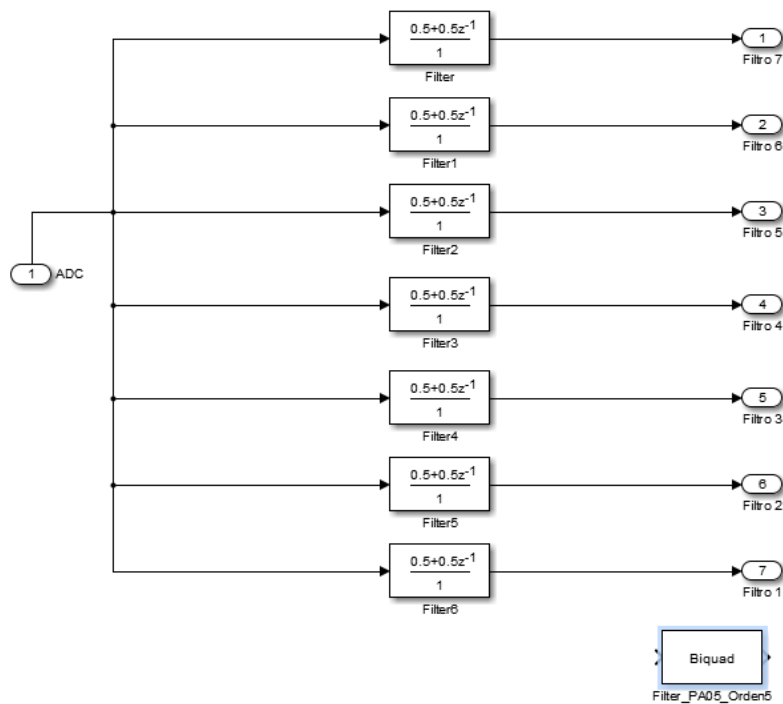 0.5+0.5z-1
1
Filter
1
Filtro 7
0.5+0.5z-1
1
Filter1
2
Filtro 6
0.5+0.5z-1
1
Filter2
3
Filtro 5
1 ADC
0.5+0.5z-1
1
Filter3
4
Filtro 4
0.5+0.5z-1
1
Filter4
5
Filtro 3
0.5+0.5z-1
1
Filter5
6
Filtro 2
0.5+0.5z-1
1
Filter6
7
Filtro 1
Biquad
Filter_PA05_Orden5